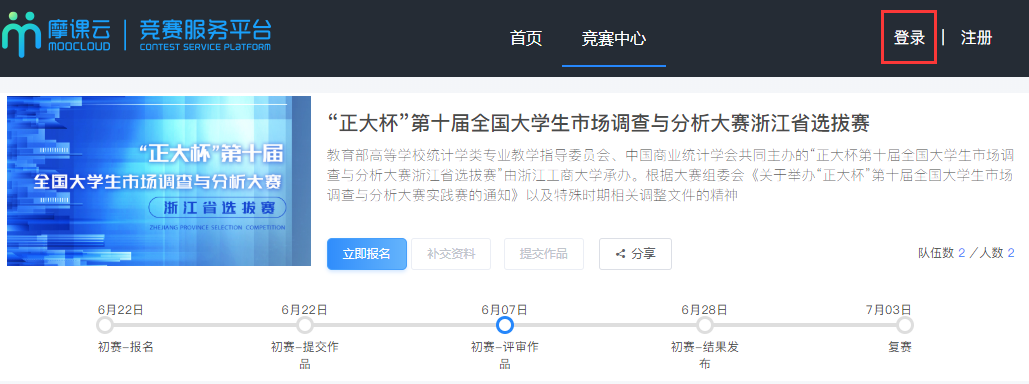 摩课云 竞赛服务平台
MOOCLOUD CONTEST SERVICE PLATFORM
首页 竞赛中心 登录 | 注册
“正大杯”第十届
全国大学生市场调查与分析大赛
浙江省选拔赛
ZHEJIANG PROVINCE SELECTION COMPETITION
“正大杯”第十届全国大学生市场调查与分析大赛浙江省选拔赛
教育部高等学校统计学类专业教学指导委员会、中国商业统计学会共同主办的“正大杯第十届全国大学生市场调
查与分析大赛浙江省选拔赛”由浙江工商大学承办。根据大赛组委会《关于举办“正大杯”第十届全国大学生市场
调查与分析大赛实践赛的通知》以及特殊时期相关调整文件的精神
立即报名 补交资料 提交作品 分享 队伍数 2 / 人数 2
6月22日 6月22日 6月07日 6月28日 7月03日
初赛-报名 初赛-提交作 初赛-评审作 初赛-结果发 复赛
品 品 布